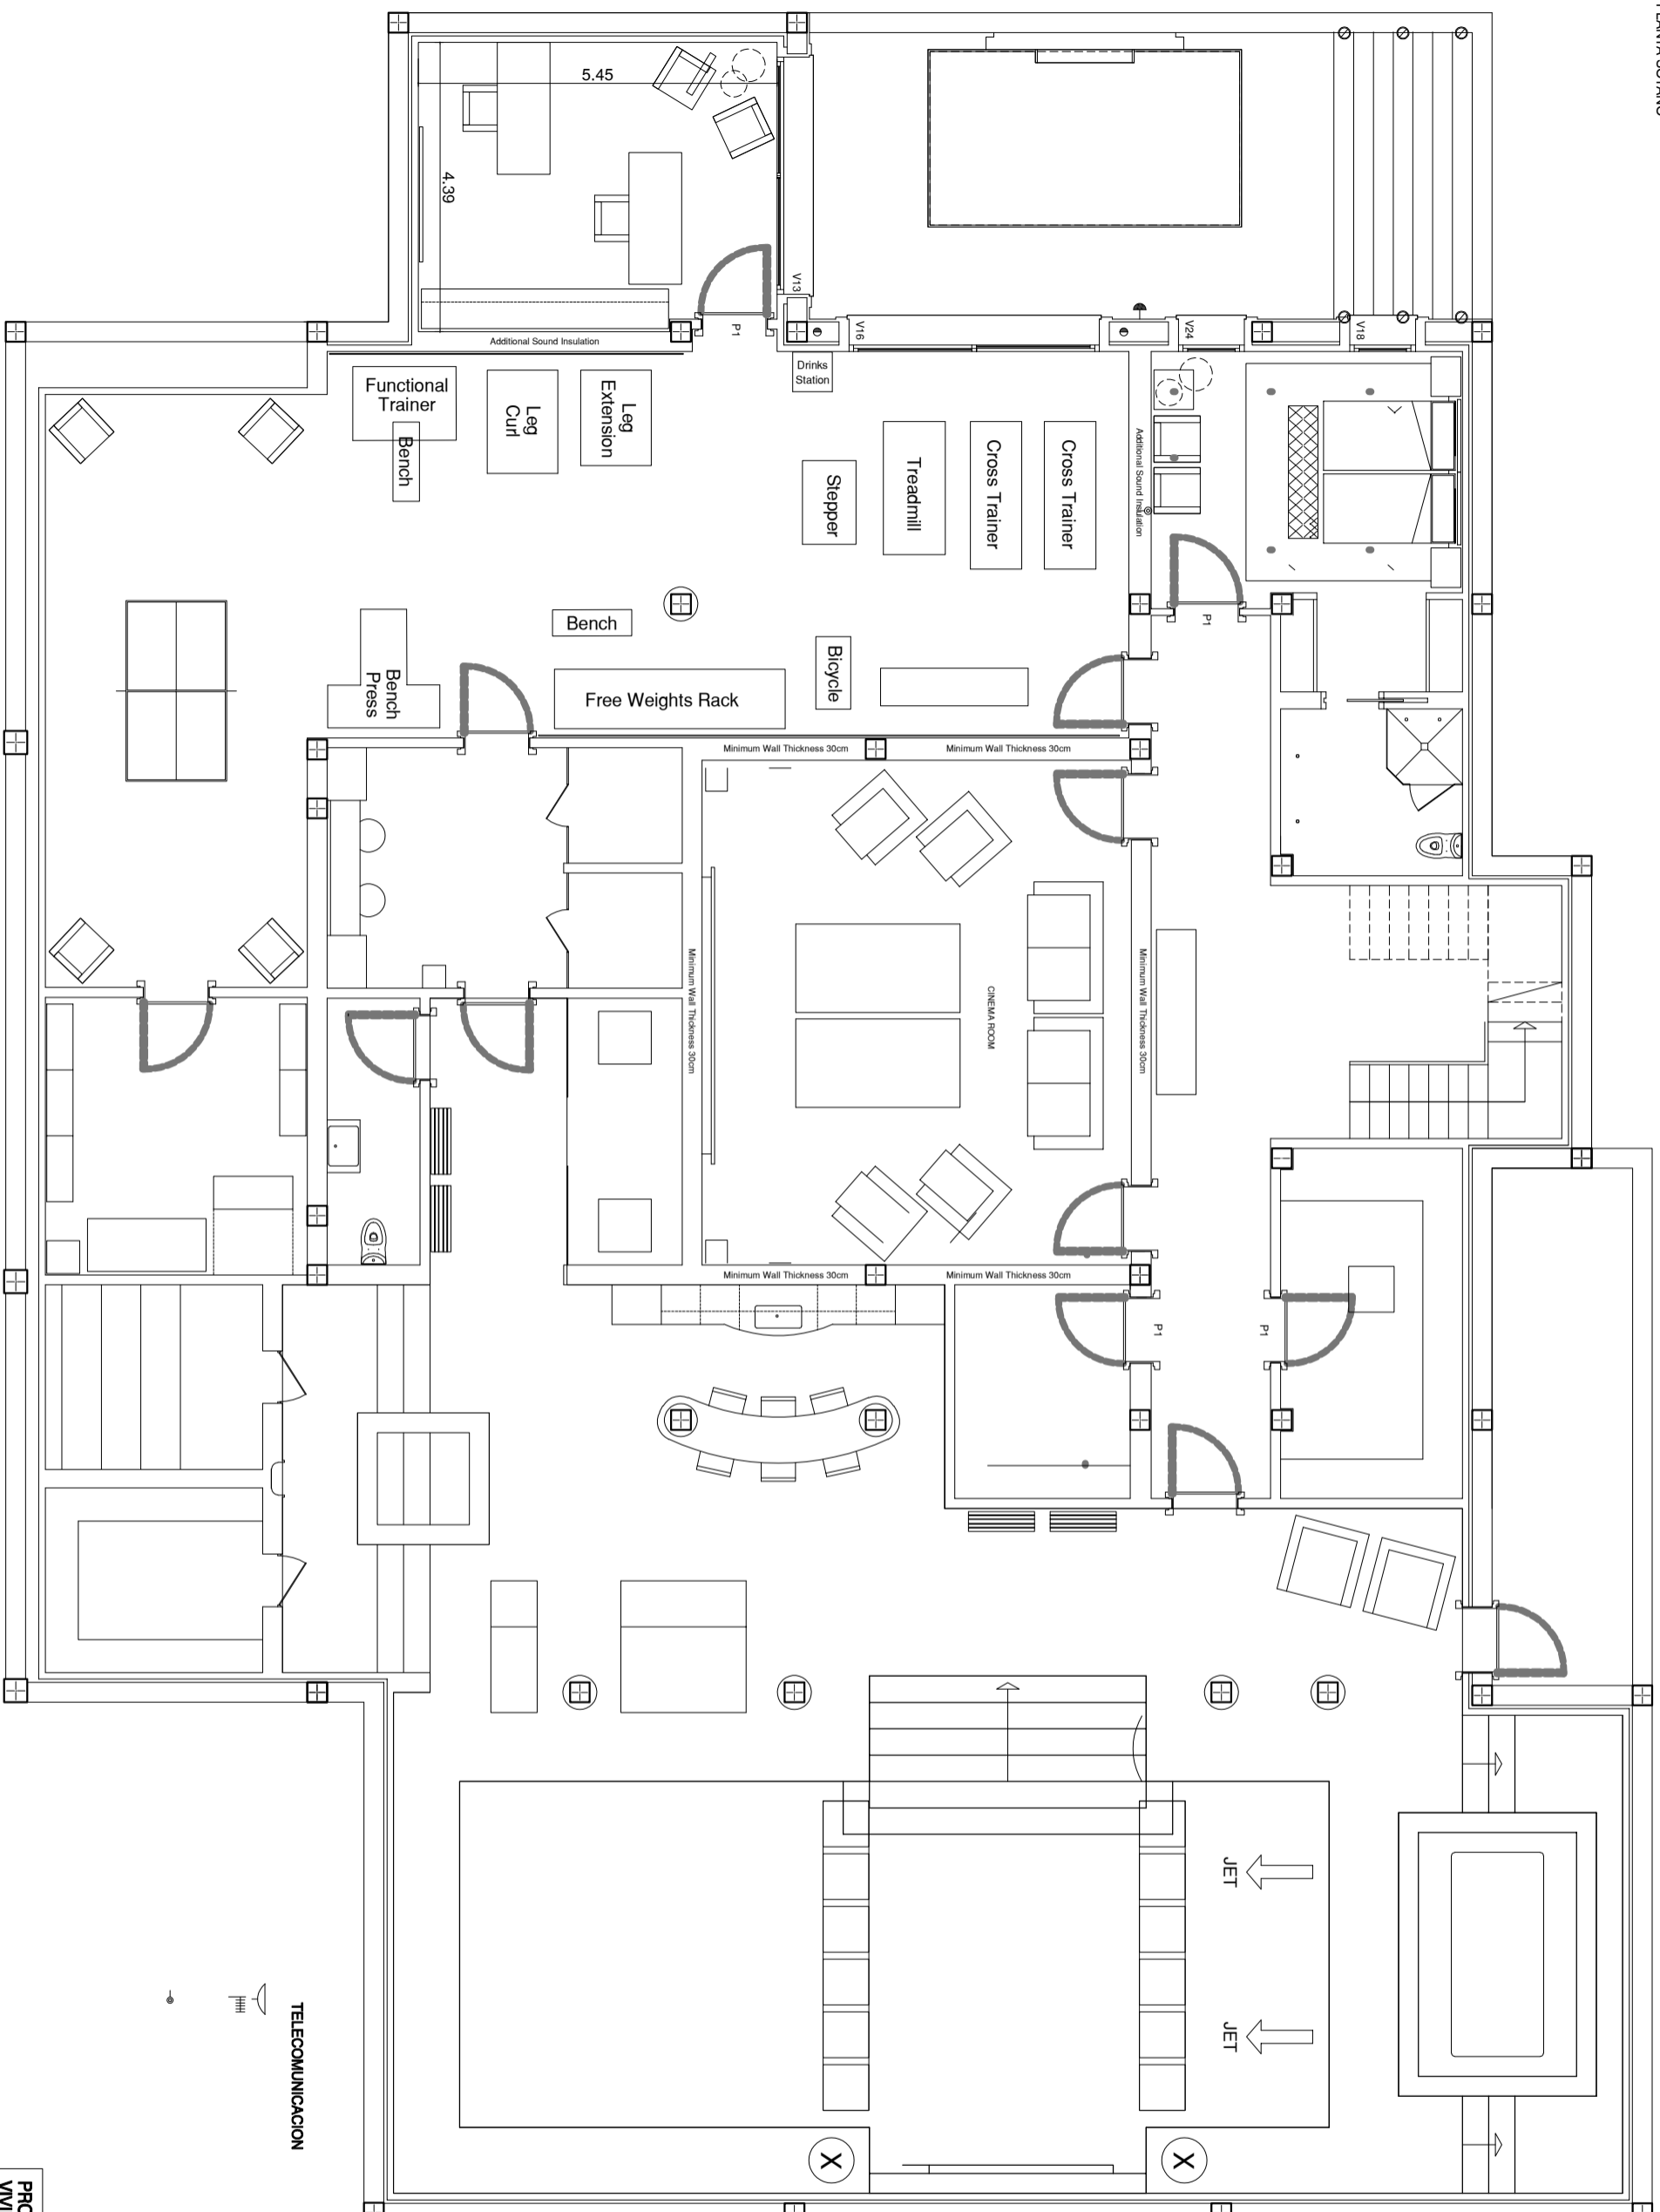 5.45
4.39
V13
P1
V16
V24
V18
Additional Sound Insulation
Drinks
Station
Functional
Trainer
Bench
Leg
Curl
Leg
Extension
Stepper
Treadmill
Cross Trainer
Cross Trainer
Additional Sound Insulation
P1
Bench
Bench
Press
Free Weights Rack
Bicycle
Minimum Wall Thickness 30cm
Minimum Wall Thickness 30cm
Minimum Wall Thickness 30cm
CINEMA ROOM
Minimum Wall Thickness 30cm
Minimum Wall Thickness 30cm
Minimum Wall Thickness 30cm
P1
P1
JET
JET
X
X
TELECOMUNICACION